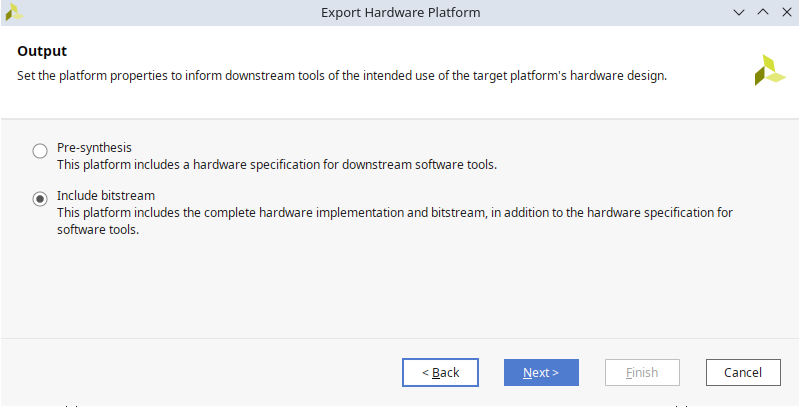 Export Hardware Platform
Output
Set the platform properties to inform downstream tools of the intended use of the target platform's hardware design.
Pre-synthesis
This platform includes a hardware specification for downstream software tools.
Include bitstream
This platform includes the complete hardware implementation and bitstream, in addition to the hardware specification for
software tools.
< Back
Next >
Finish
Cancel